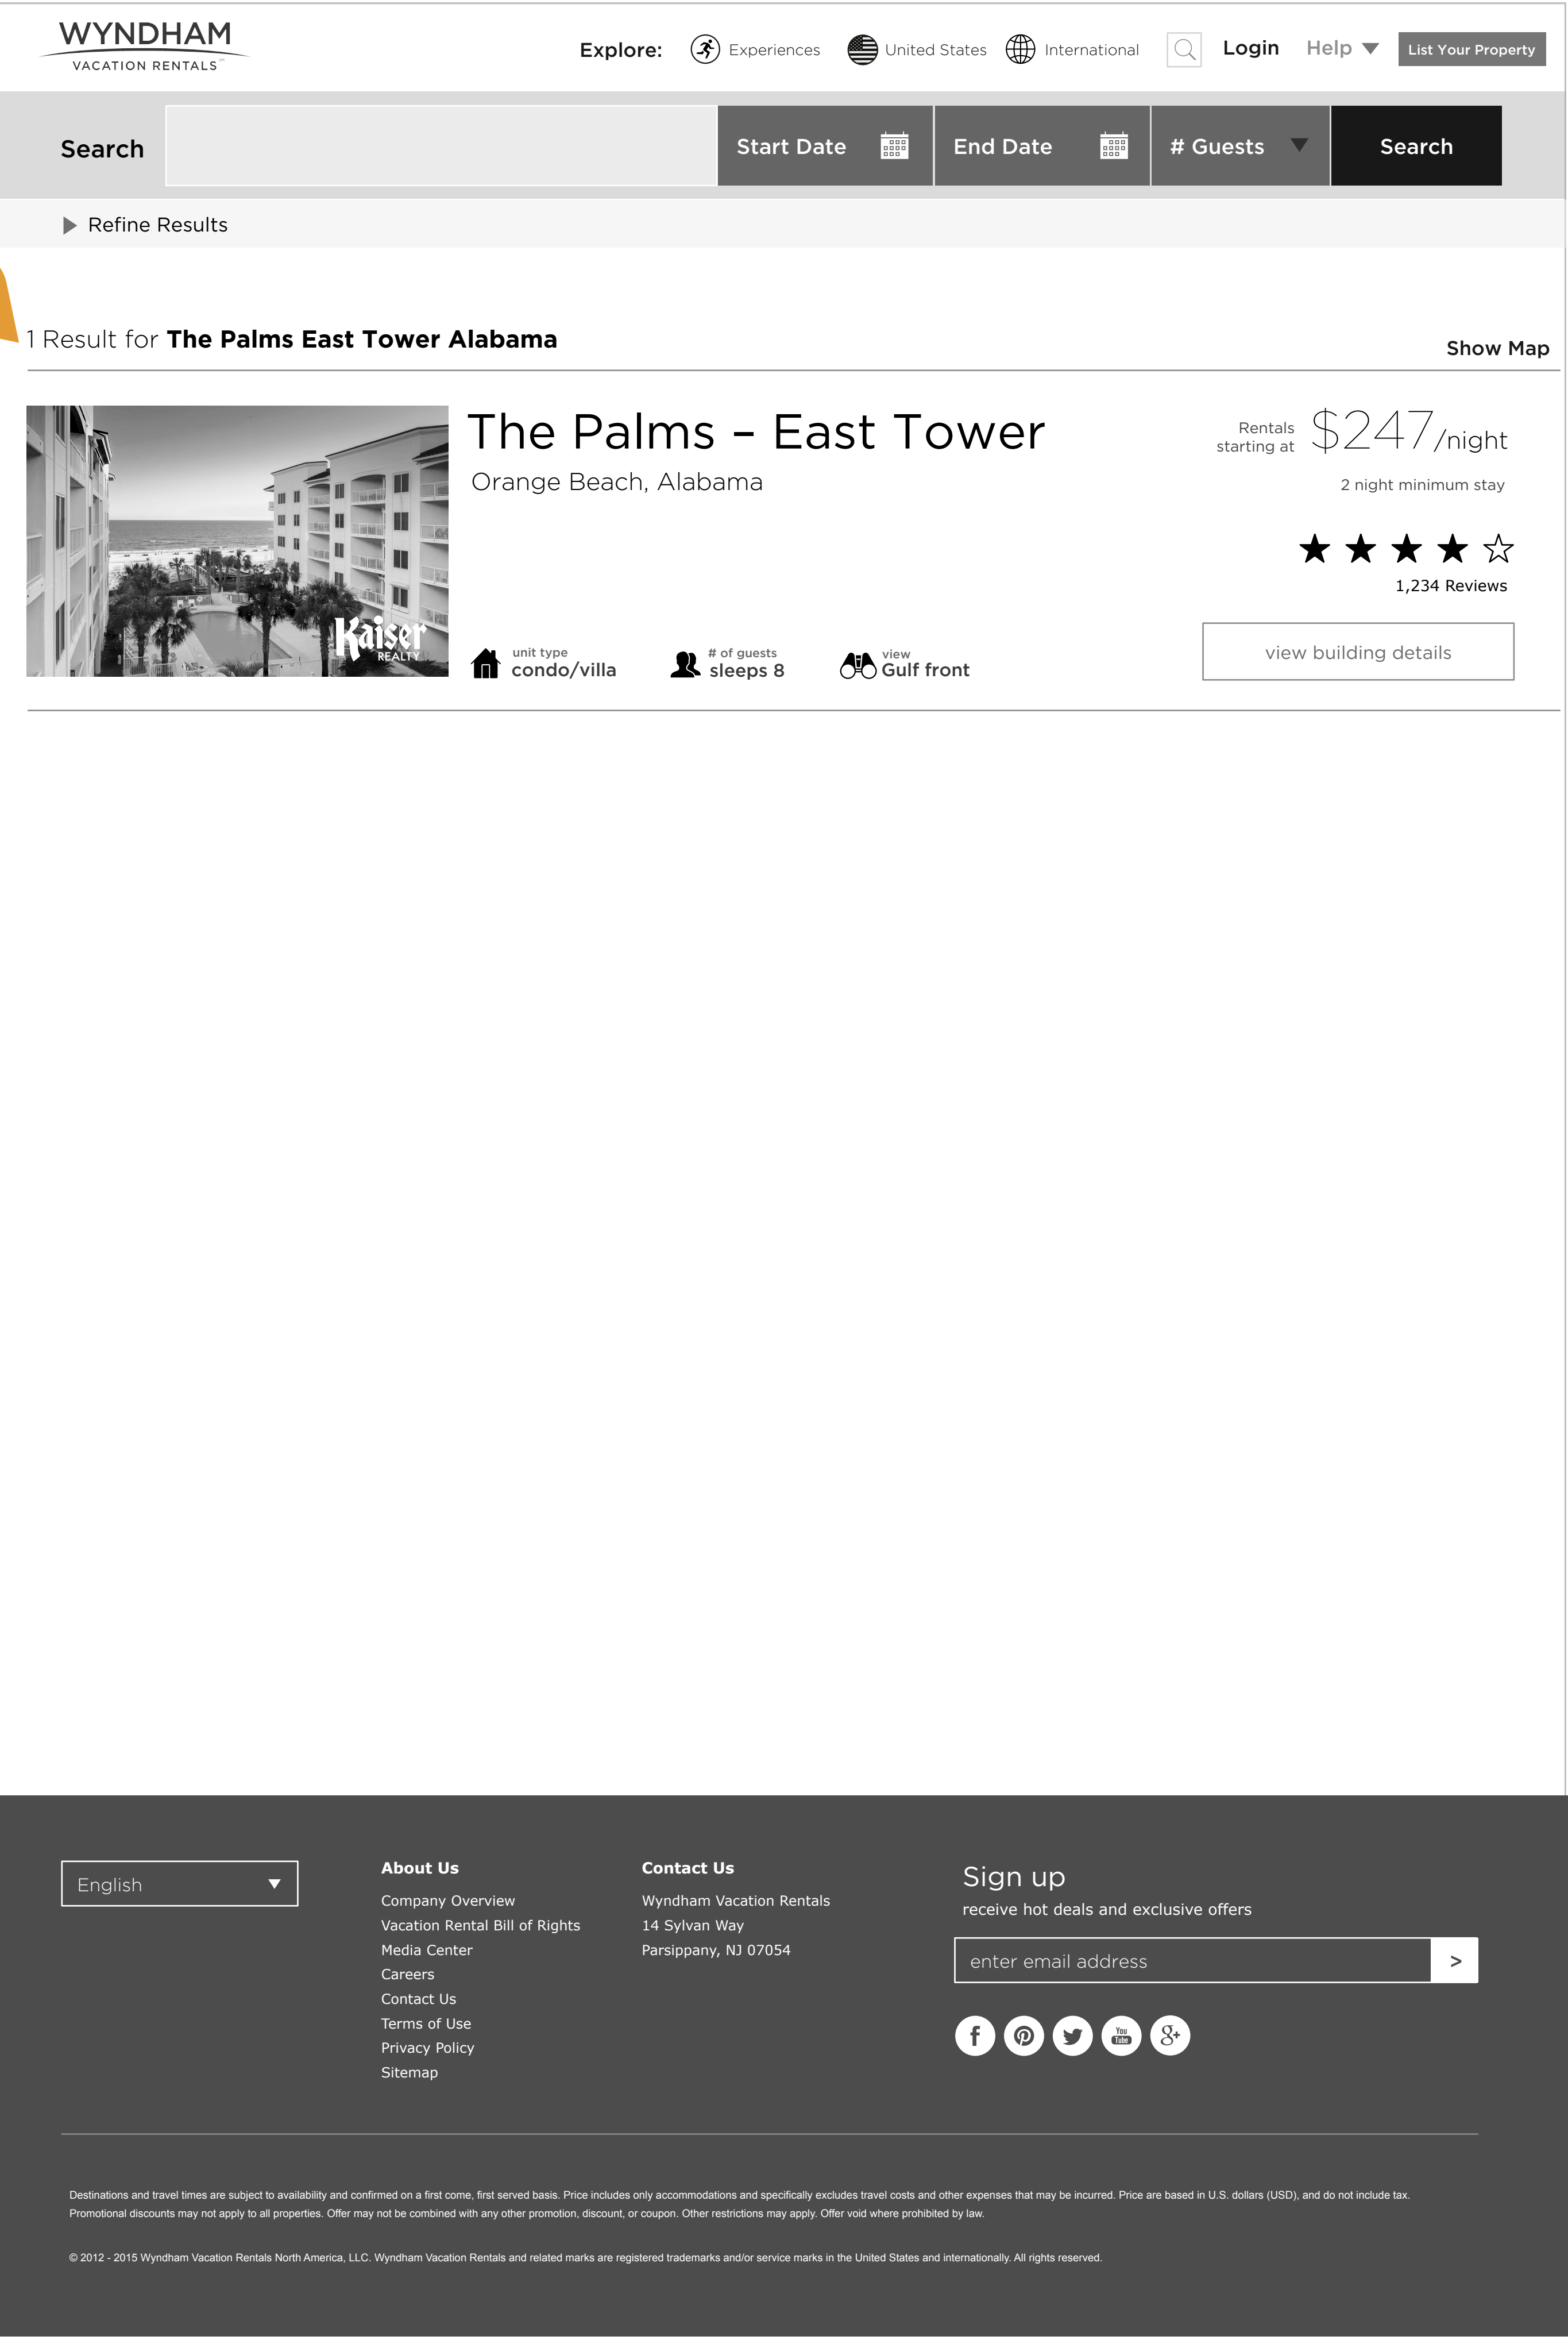 WYNDHAM
VACATION RENTALS
Explore:
Experiences
United States
International
Login
Help
List Your Property
Search
Start Date
End Date
# Guests
Search
Refine Results
1 Result for The Palms East Tower Alabama
Show Map
The Palms – East Tower
Orange Beach, Alabama
Rentals
starting at
$247/night
2 night minimum stay
1,234 Reviews
Kaiser
REALTY
unit type
condo/villa
# of guests
sleeps 8
view
Gulf front
view building details
English
About Us
Company Overview
Vacation Rental Bill of Rights
Media Center
Careers
Contact Us
Terms of Use
Privacy Policy
Sitemap
Contact Us
Wyndham Vacation Rentals
14 Sylvan Way
Parsippany, NJ 07054
Sign up
receive hot deals and exclusive offers
enter email address
>
f
You
Tube
g+
Destinations and travel times are subject to availability and confirmed on a first come, first served basis. Price includes only accommodations and specifically excludes travel costs and other expenses that may be incurred. Price are based in U.S. dollars (USD), and do not include tax.
Promotional discounts may not apply to all properties. Offer may not be combined with any other promotion, discount, or coupon. Other restrictions may apply. Offer void where prohibited by law.
© 2012 - 2015 Wyndham Vacation Rentals North America, LLC. Wyndham Vacation Rentals and related marks are registered trademarks and/or service marks in the United States and internationally. All rights reserved.